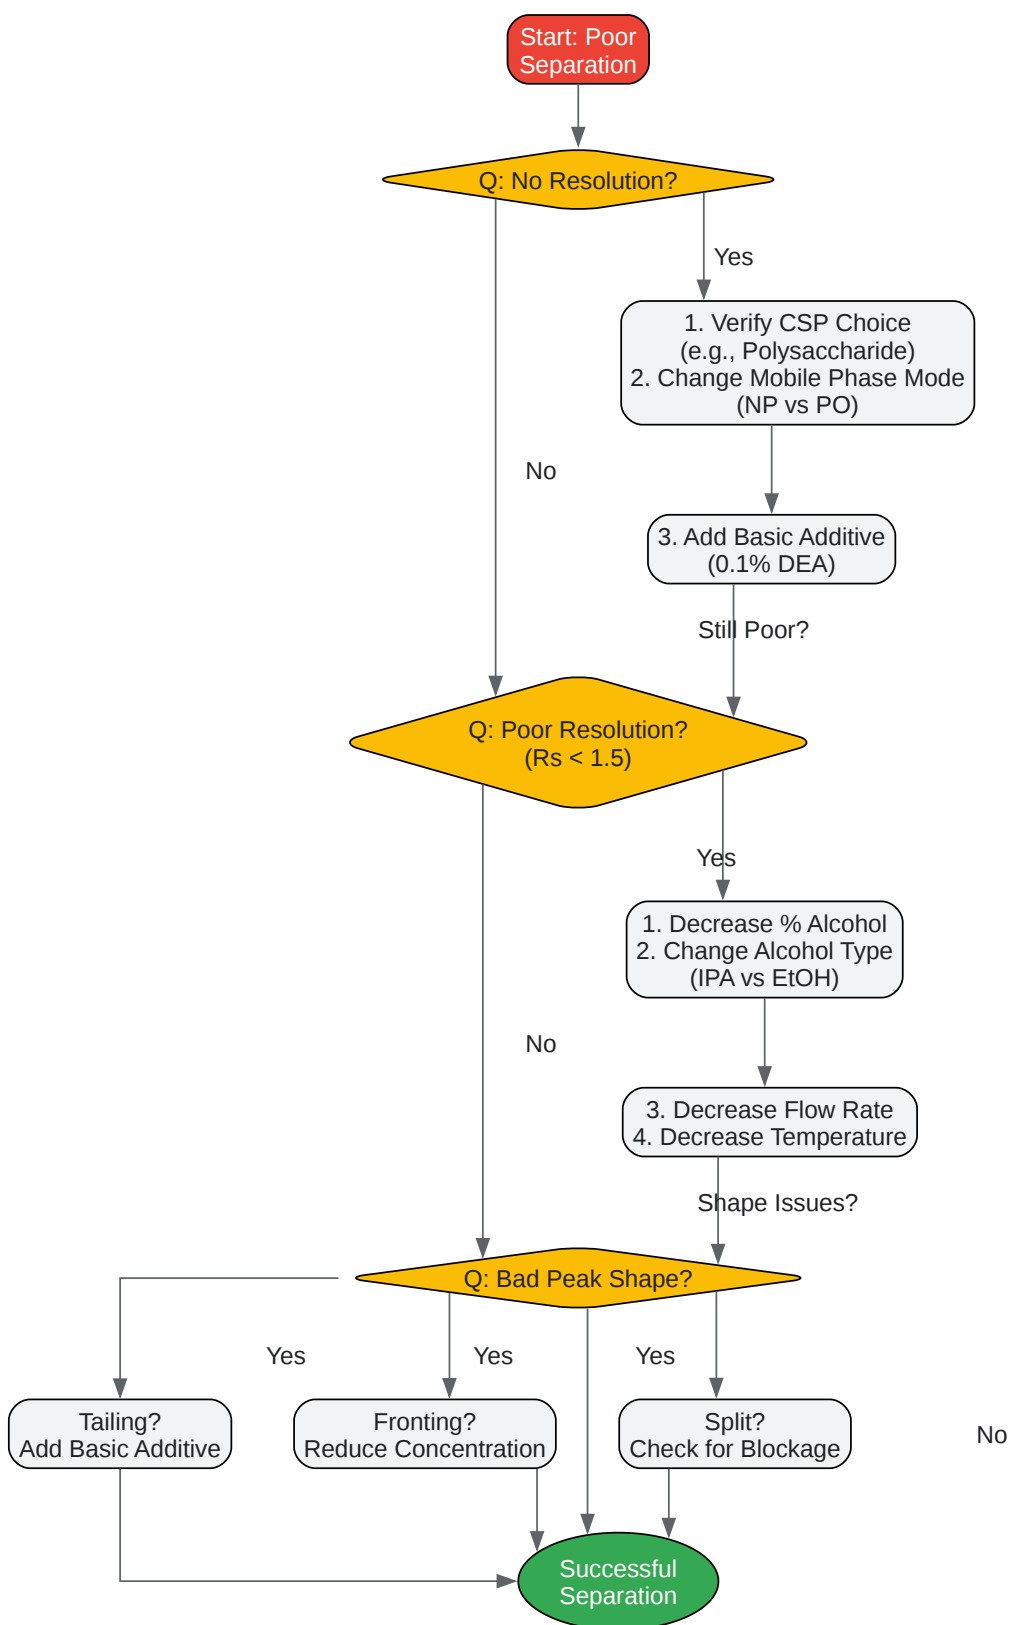 Start: Poor
Separation
Q: No Resolution?
Yes
1. Verify CSP Choice
(e.g., Polysaccharide)
2. Change Mobile Phase Mode
(NP vs PO)
No
3. Add Basic Additive
(0.1% DEA)
Still Poor?
Q: Poor Resolution?
(Rs < 1.5)
Yes
1. Decrease % Alcohol
2. Change Alcohol Type
(IPA vs EtOH)
No
3. Decrease Flow Rate
4. Decrease Temperature
Shape Issues?
Q: Bad Peak Shape?
Yes
Yes
Yes
Tailing?
Add Basic Additive
Fronting?
Reduce Concentration
Split?
Check for Blockage
No
Successful
Separation